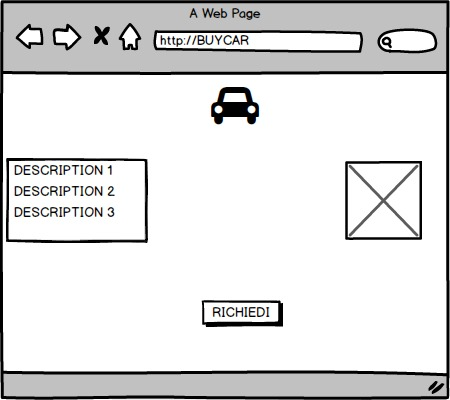 A Web Page
http://BUYCAR
DESCRIPTION 1
DESCRIPTION 2
DESCRIPTION 3
RICHIEDI